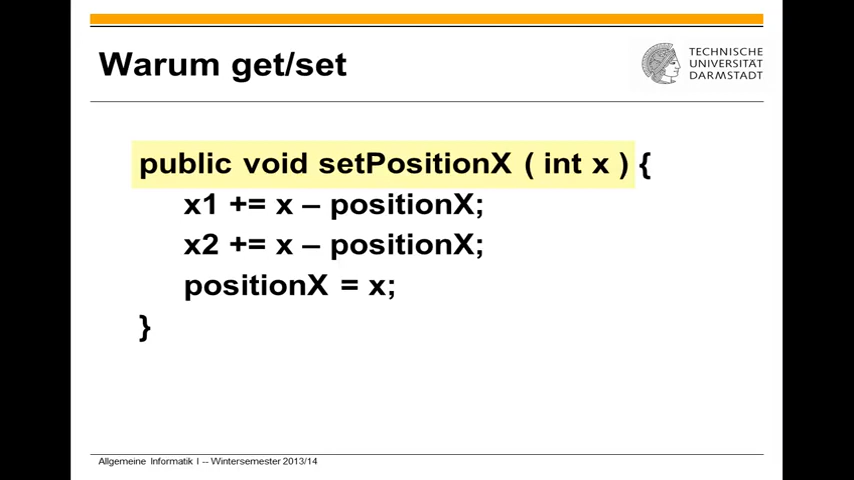 Warum get/set
TECHNISCHE
UNIVERSITÄT
DARMSTADT
public void setPositionX ( int x ) {
x1 += x – positionX;
x2 += x – positionX;
positionX = x;
}
Allgemeine Informatik I -- Wintersemester 2013/14